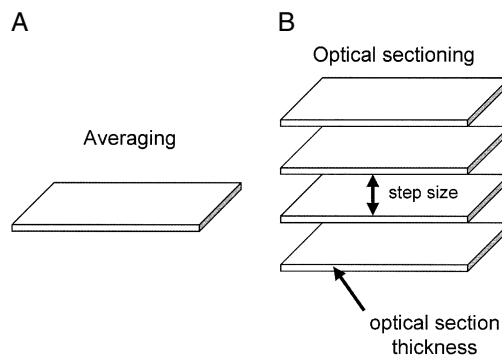 A
Averaging
B
Optical sectioning
step size
optical section
thickness